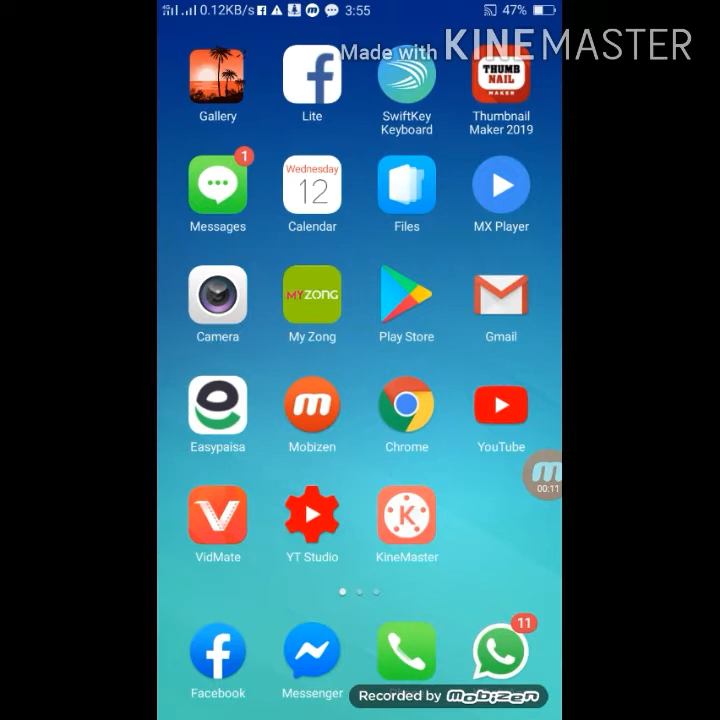 0.12KB/s 3:55 47%
Made with KINEMASTER
THUMB
NAIL
MAKER
Gallery Lite SwiftKey Keyboard Thumbnail Maker 2019
1
Wednesday
12
Messages Calendar Files MX Player
MYZONG
Camera My Zong Play Store Gmail
Easypaisa Mobizen Chrome YouTube
00:11
K
VidMate YT Studio KineMaster
11
Facebook Messenger
Recorded by mobizen